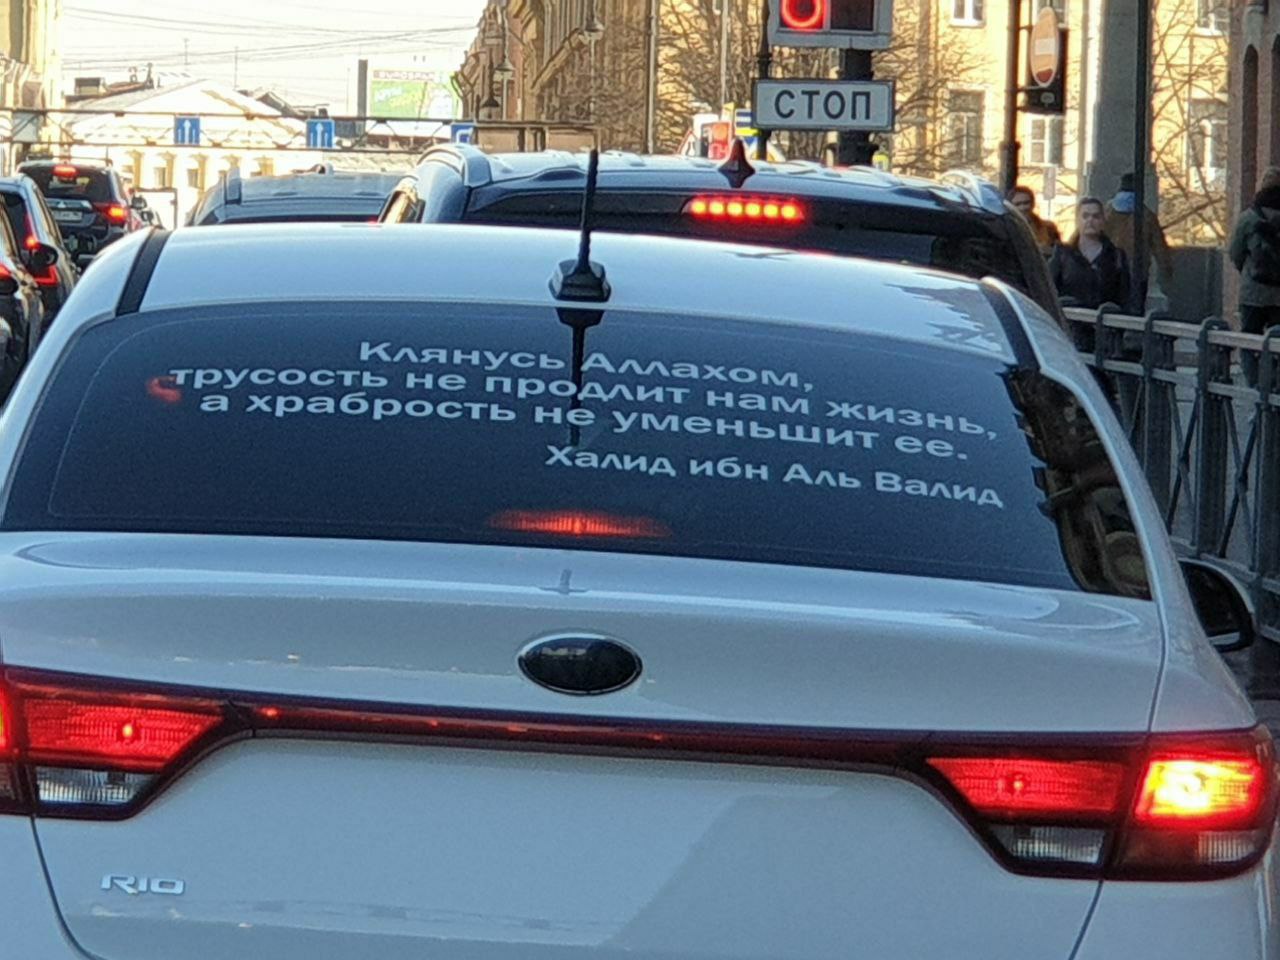 СТОП
Клянусь Аллахом,
трусость не продлит нам жизнь,
а храбрость не уменьшит ее.
Халид ибн Аль Валид
RIO